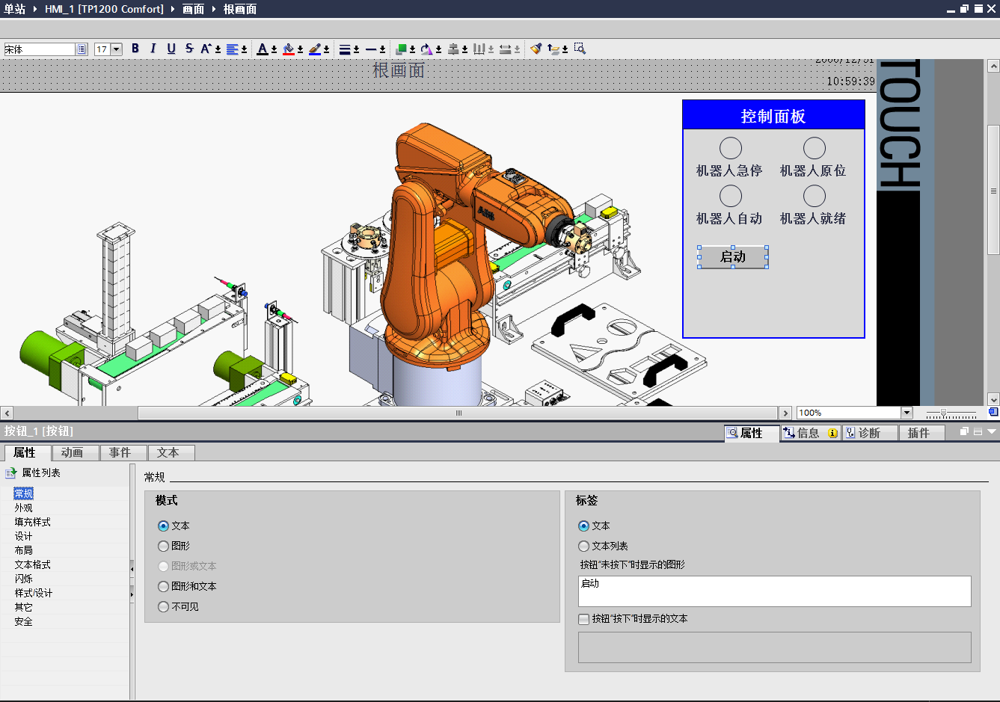 单站 HMI_1 [TP1200 Comfort] 画面 根画面
宋体 17 B I U S A A
根画面
10:59:39
TOUCH
控制面板
机器人急停 机器人原位
机器人自动 机器人就绪
启动
ABB
100%
按钮_1 [按钮]
属性 信息 诊断 插件
属性 动画 事件 文本
属性列表
常规
外观
填充样式
设计
布局
文本格式
闪烁
样式/设计
其它
安全
常规
模式
文本
图形
图形或文本
图形和文本
不可见
标签
文本
文本列表
按钮"未按下"时显示的图形
启动
按钮"按下"时显示的文本